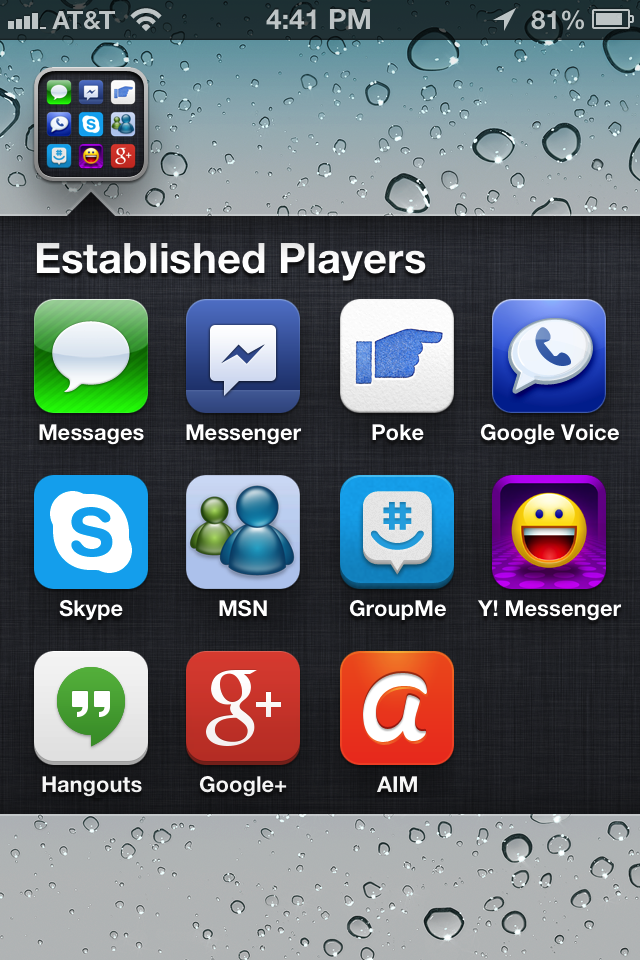 AT&T 4:41 PM 81%
Established Players
Messages Messenger Poke Google Voice
Skype MSN GroupMe Y! Messenger
Hangouts Google+ AIM